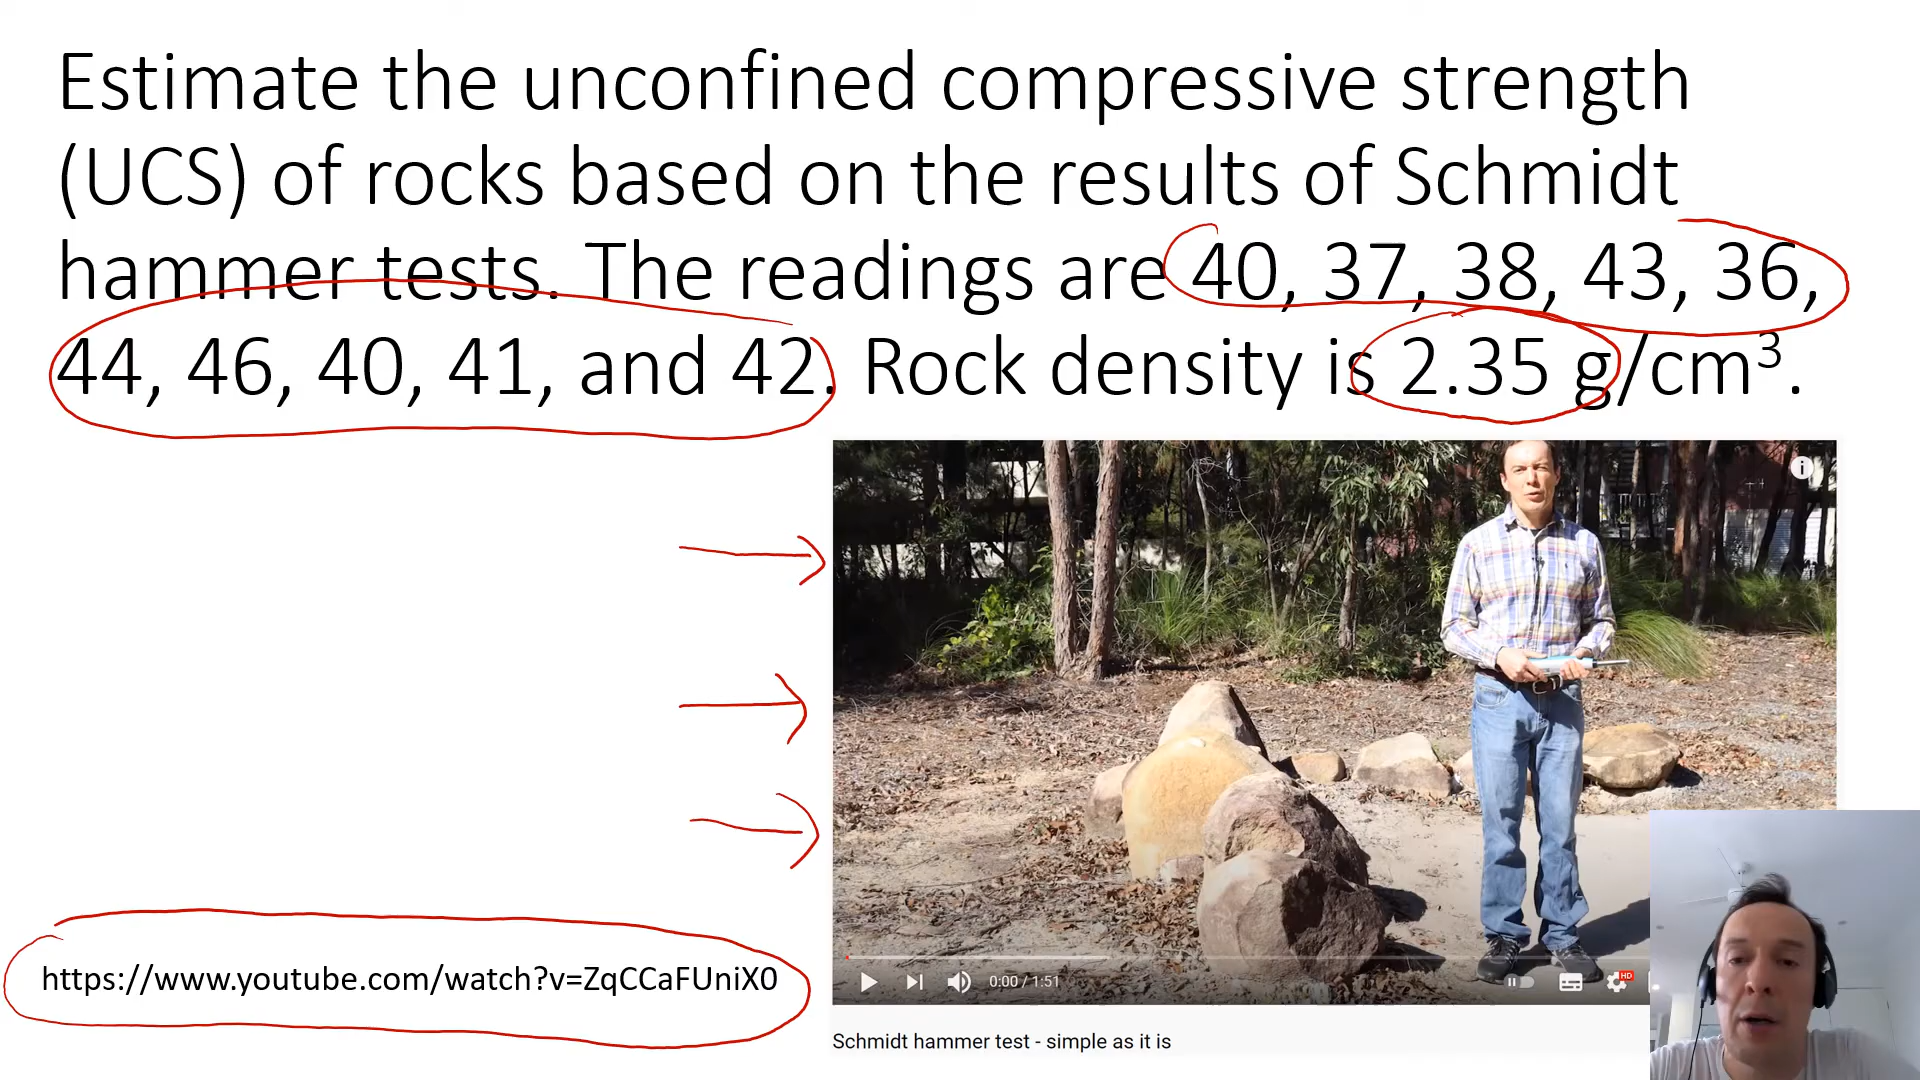 Estimate the unconfined compressive strength
(UCS) of rocks based on the results of Schmidt
hammer tests. The readings are 40, 37, 38, 43, 36,
44, 46, 40, 41, and 42. Rock density is 2.35 g/cm³.
https://www.youtube.com/watch?v=ZqCCaFUniX0
0:00 / 1:51
HD
Schmidt hammer test - simple as it is